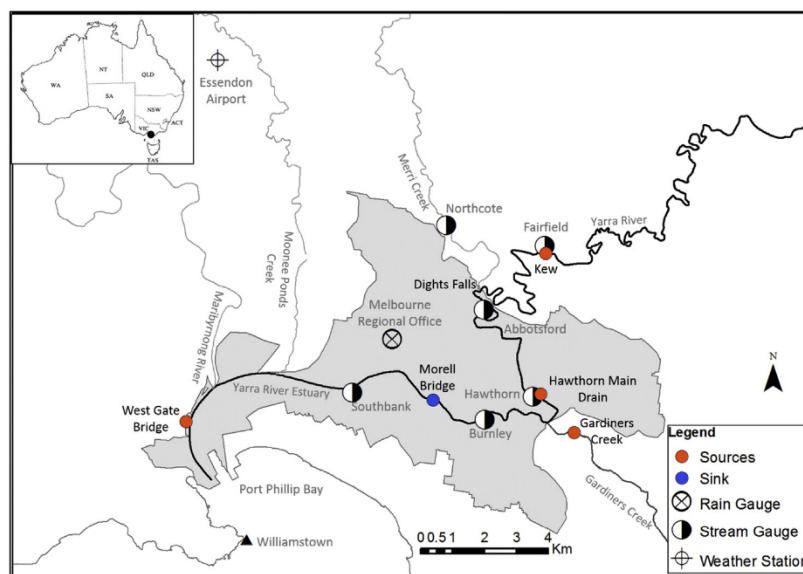 WA
NT
QLD
SA
NSW
ACT
VIC
TAS
Essendon
Airport
Merri Creek
Northcote
Fairfield
Yarra River
Kew
Moonee Ponds
Creek
Dights Falls
Abbotsford
Melbourne
Regional Office
Maribyrnong River
Morell
Bridge
Hawthorn
Hawthorn Main
Drain
Yarra River Estuary
Southbank
West Gate
Bridge
Burnley
Gardiners
Creek
Gardiners Creek
Port Phillip Bay
Williamstown
N
0 0.5 1 2 3 4
Km
Legend
Sources
Sink
Rain Gauge
Stream Gauge
Weather Station